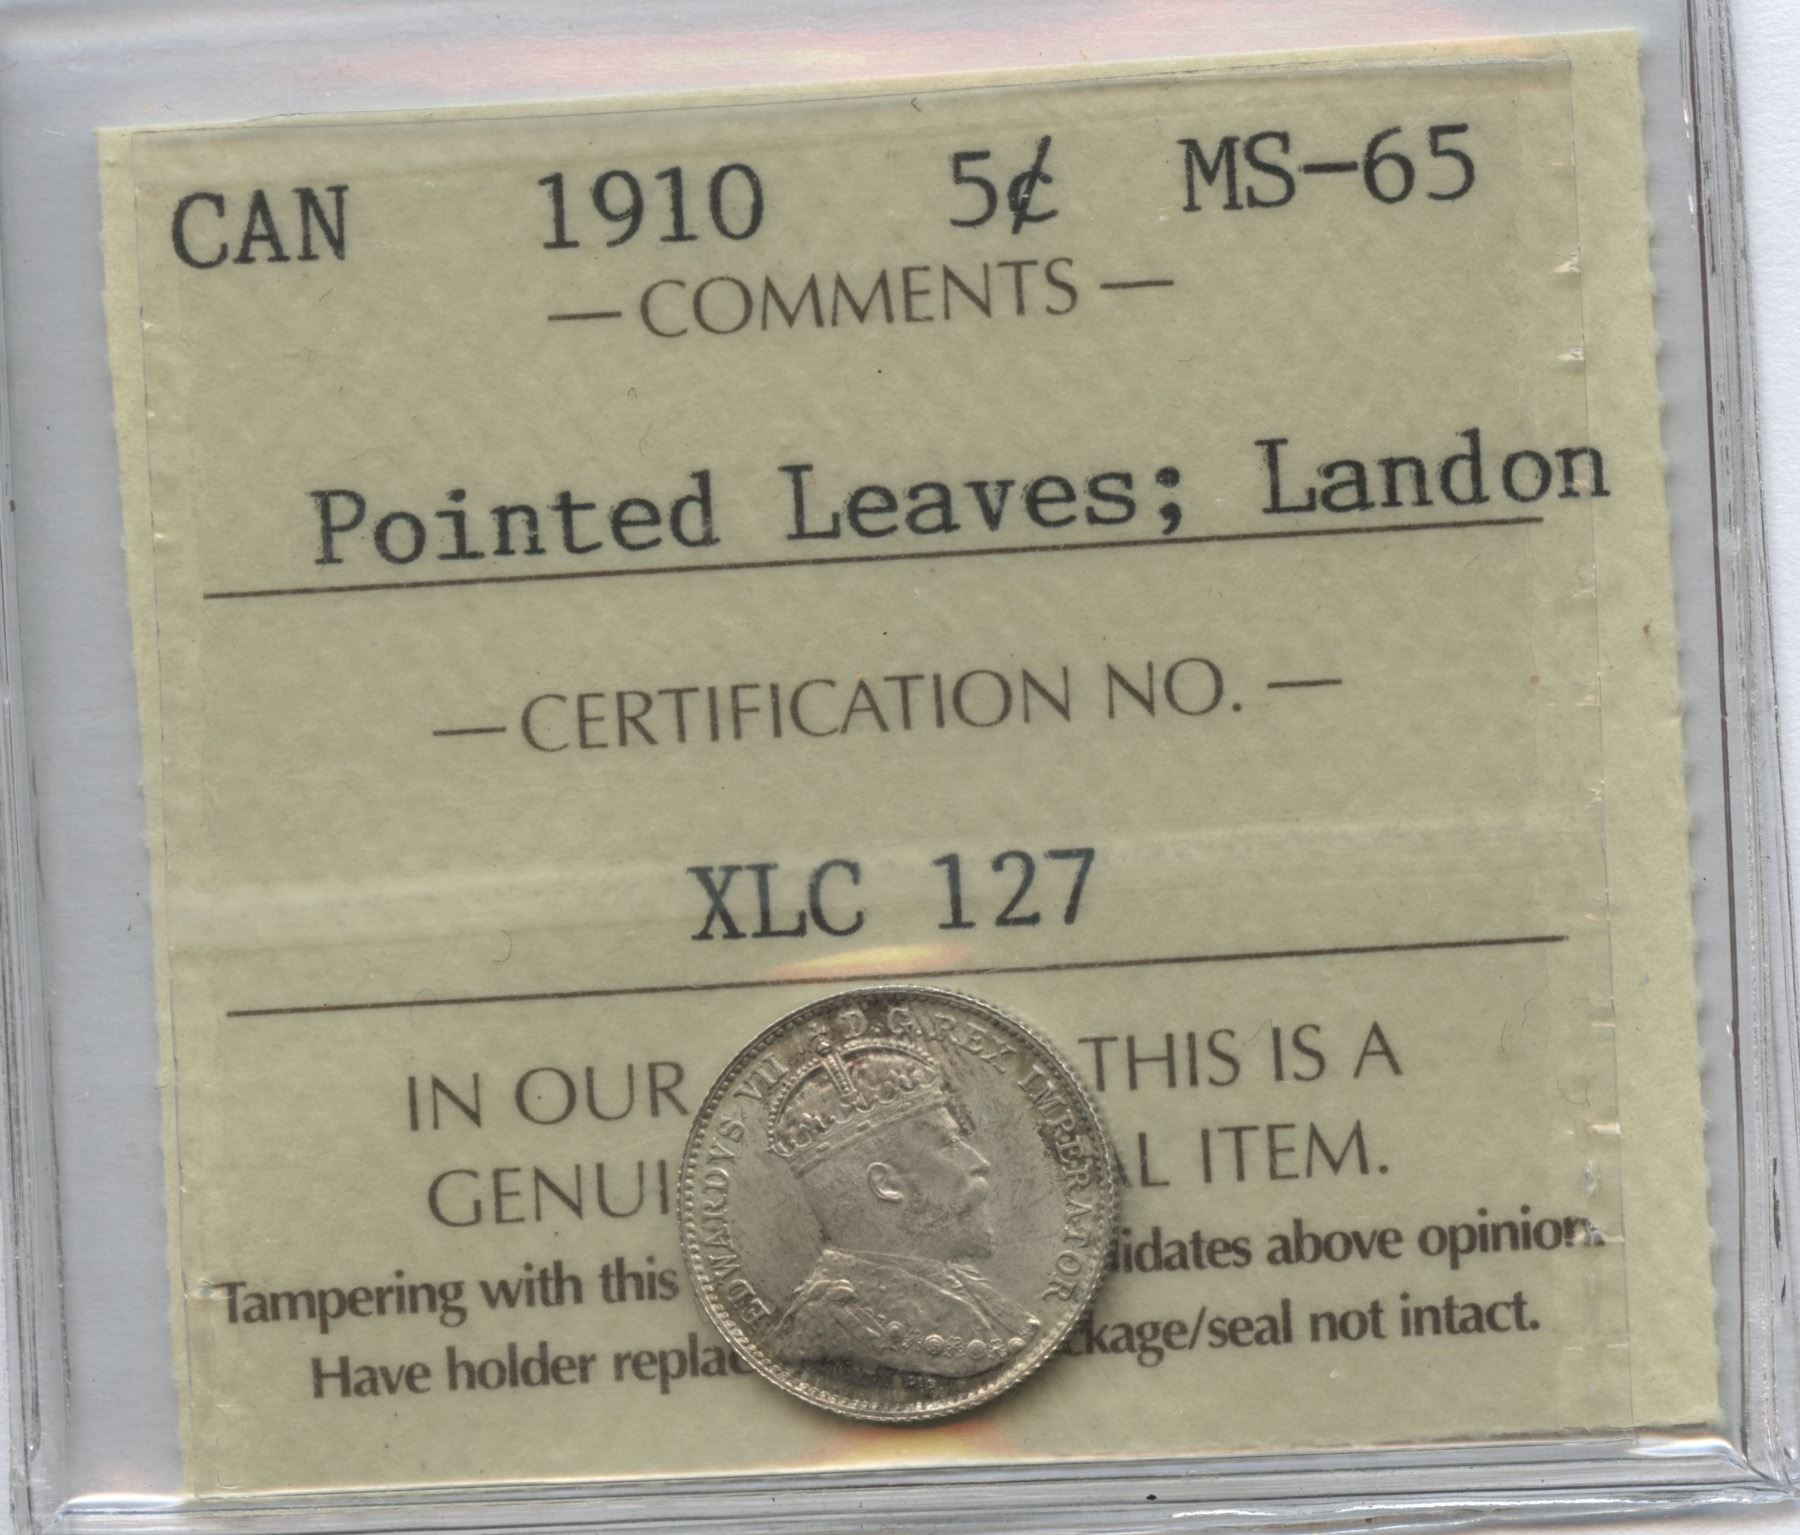 CAN 1910 5¢ MS-65
— COMMENTS —
Pointed Leaves; Landon
— CERTIFICATION NO. —
XLC 127
IN OUR THIS IS A
GENUI AL ITEM.
Tampering with this lidates above opinion.
Have holder replac ckage/seal not intact.
EDWARDVS VII D.G. REX IMPERATOR